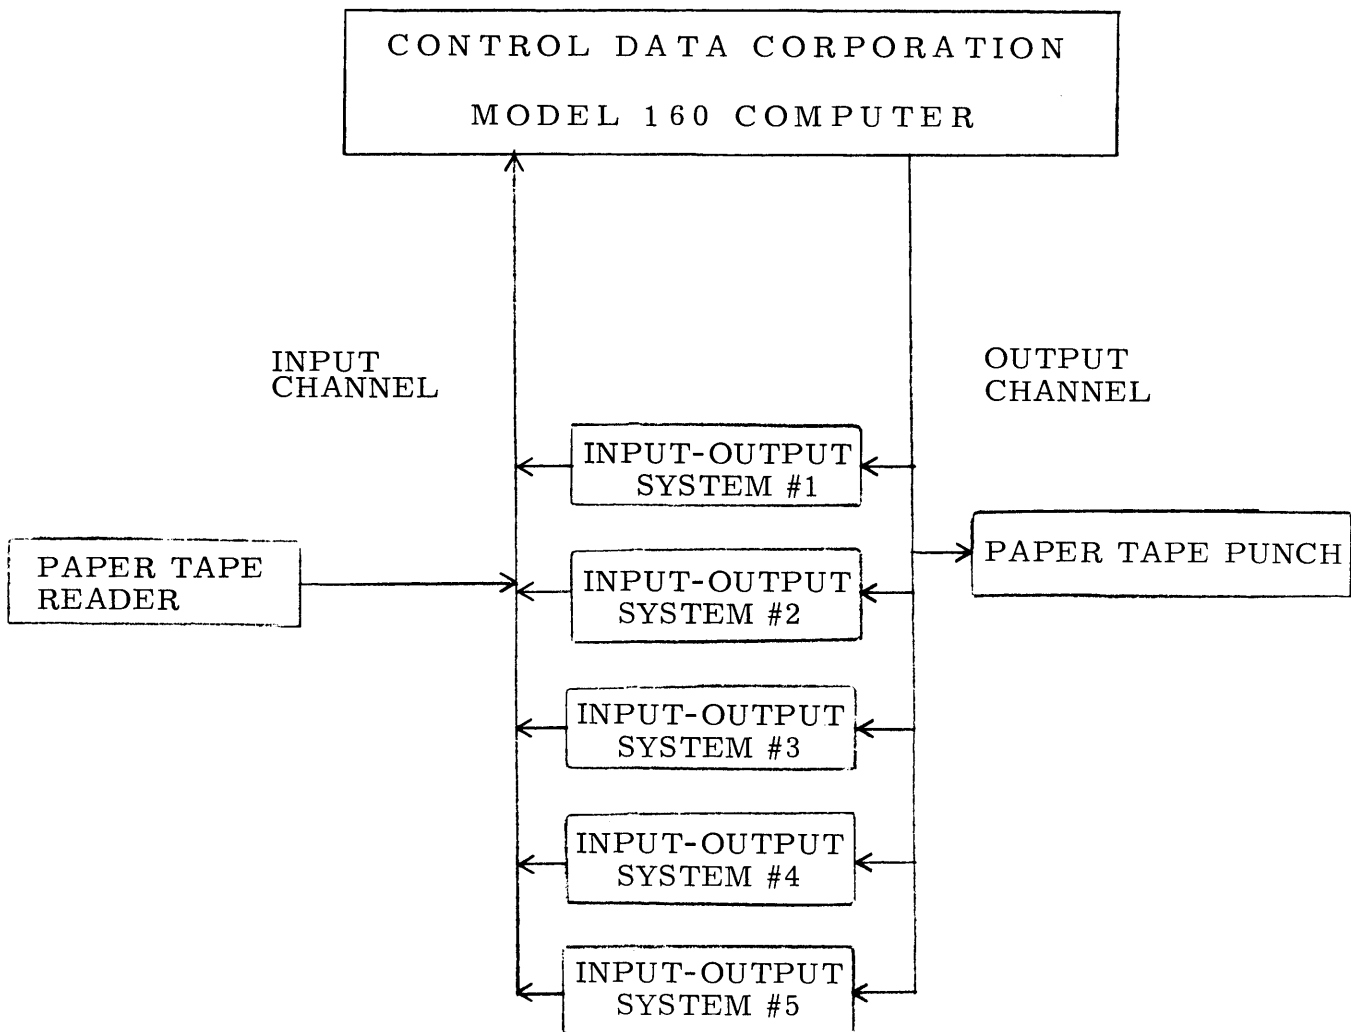 CONTROL DATA CORPORATION
MODEL 160 COMPUTER
INPUT
CHANNEL
OUTPUT
CHANNEL
INPUT-OUTPUT
SYSTEM #1
PAPER TAPE
READER
PAPER TAPE PUNCH
INPUT-OUTPUT
SYSTEM #2
INPUT-OUTPUT
SYSTEM #3
INPUT-OUTPUT
SYSTEM #4
INPUT-OUTPUT
SYSTEM #5